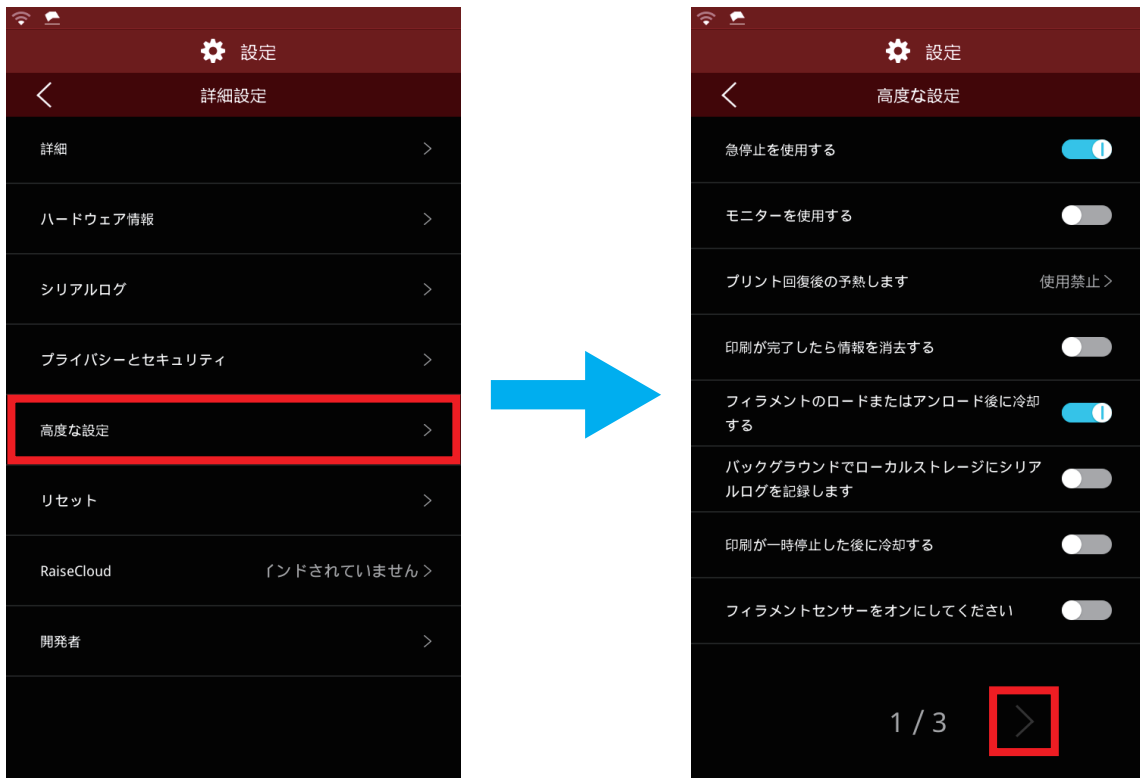 設定
詳細設定
詳細
ハードウェア情報
シリアルログ
プライバシーとセキュリティ
高度な設定
リセット
RaiseCloud
インドされていません
開発者
設定
高度な設定
急停止を使用する
モニターを使用する
プリント回復後の予熱します
使用禁止
印刷が完了したら情報を消去する
フィラメントのロードまたはアンロード後に冷却
する
バックグラウンドでローカルストレージにシリア
ルログを記録します
印刷が一時停止した後に冷却する
フィラメントセンサーをオンにしてください
1 / 3